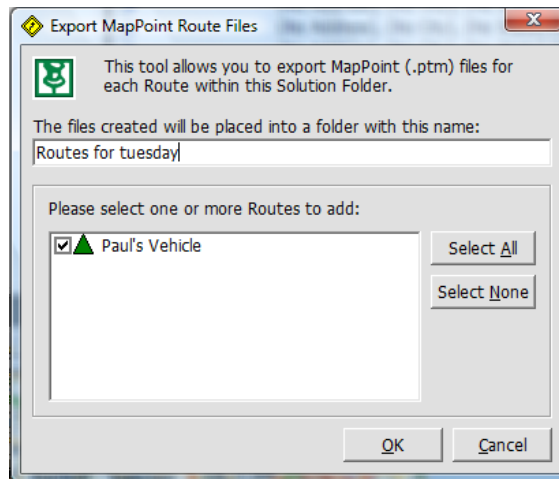 Export MapPoint Route Files
This tool allows you to export MapPoint (.ptm) files for
each Route within this Solution Folder.
The files created will be placed into a folder with this name:
Routes for tuesday
Please select one or more Routes to add:
Paul's Vehicle
Select All
Select None
OK
Cancel